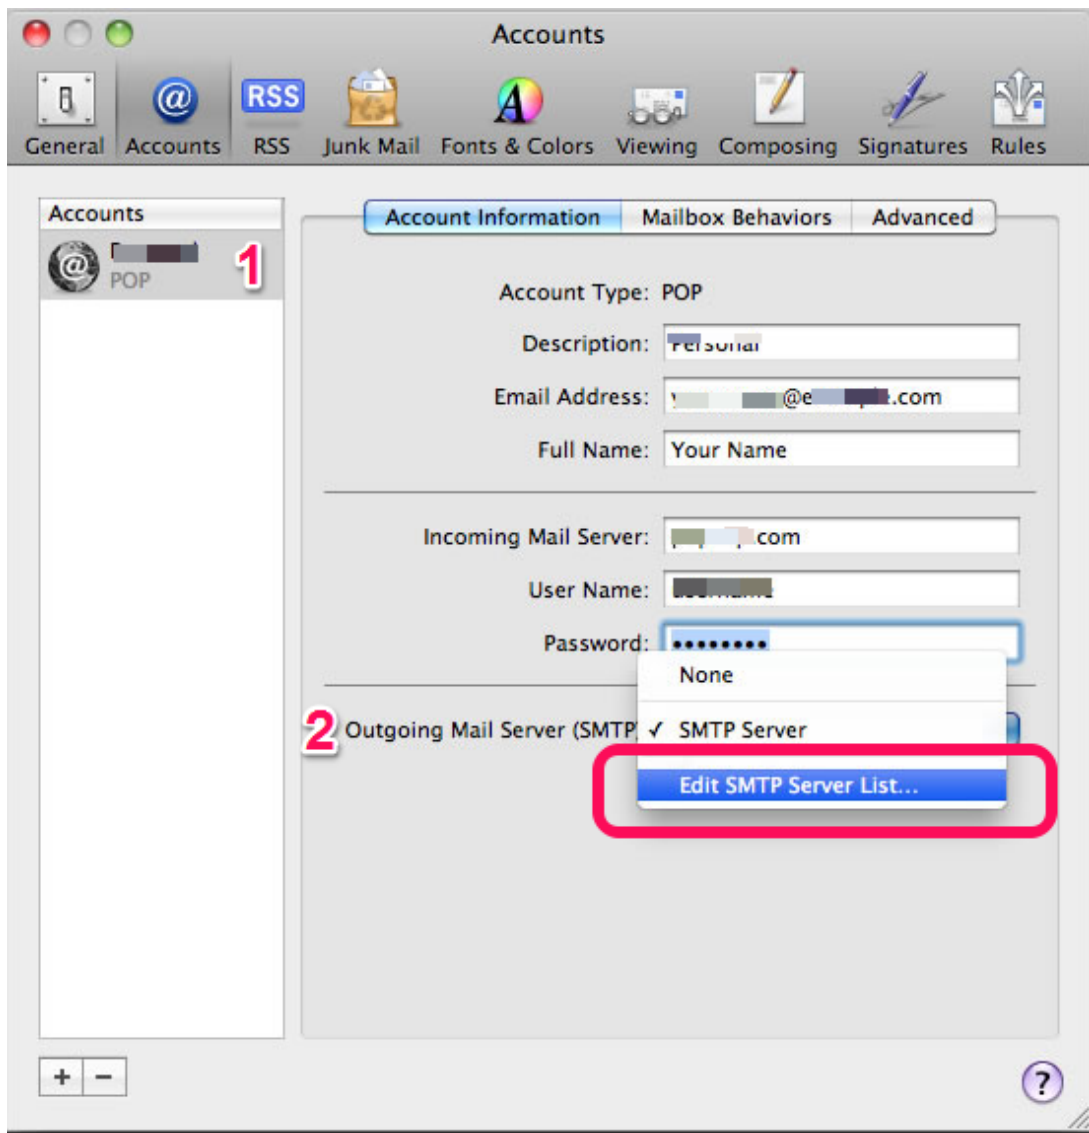 Accounts
General Accounts RSS RSS Junk Mail Fonts & Colors Viewing Composing Signatures Rules
Accounts
POP
1
Account Information Mailbox Behaviors Advanced
Account Type: POP
Description:
Email Address: .com
Full Name: Your Name
Incoming Mail Server: .com
User Name:
Password: ••••••••
None
2 Outgoing Mail Server (SMTP) ✓ SMTP Server
Edit SMTP Server List...
+ −
?